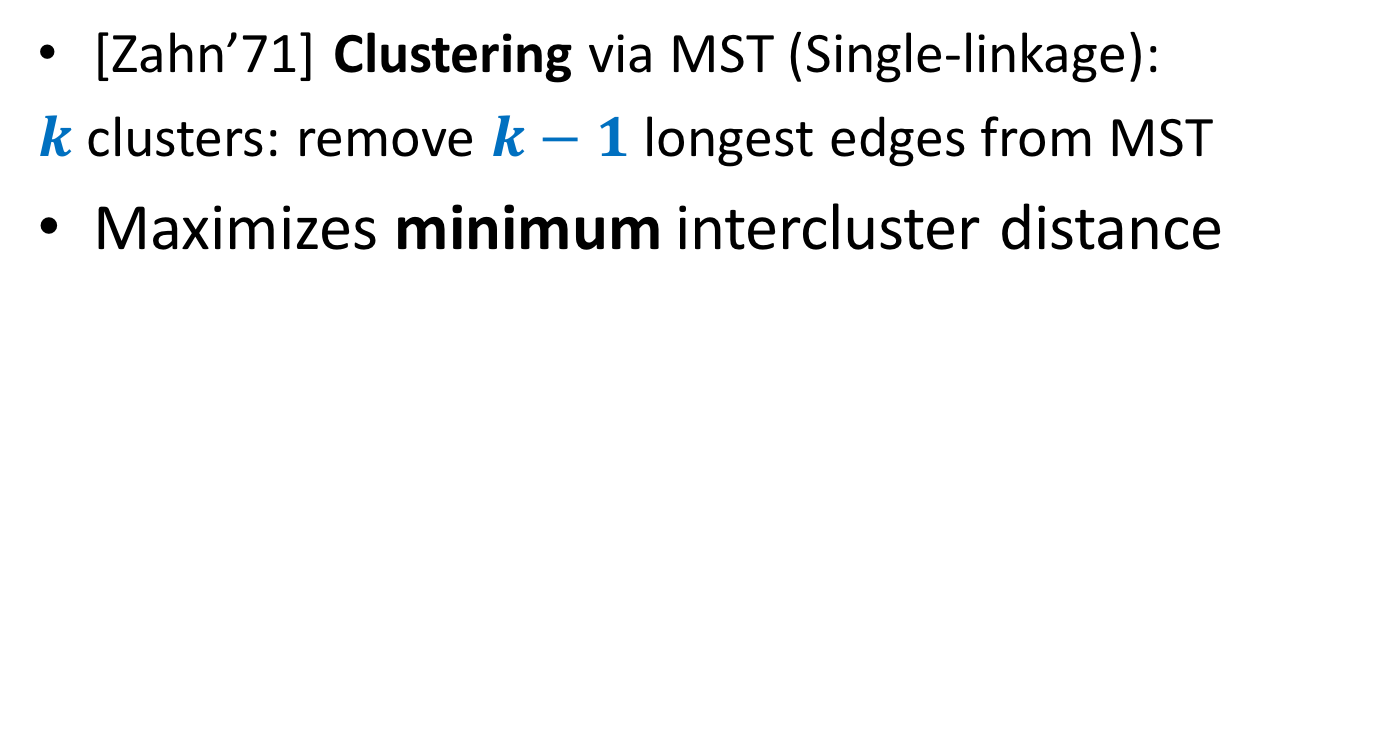 • [Zahn’71] Clustering via MST (Single-linkage):
k clusters: remove k − 1 longest edges from MST
• Maximizes minimum intercluster distance